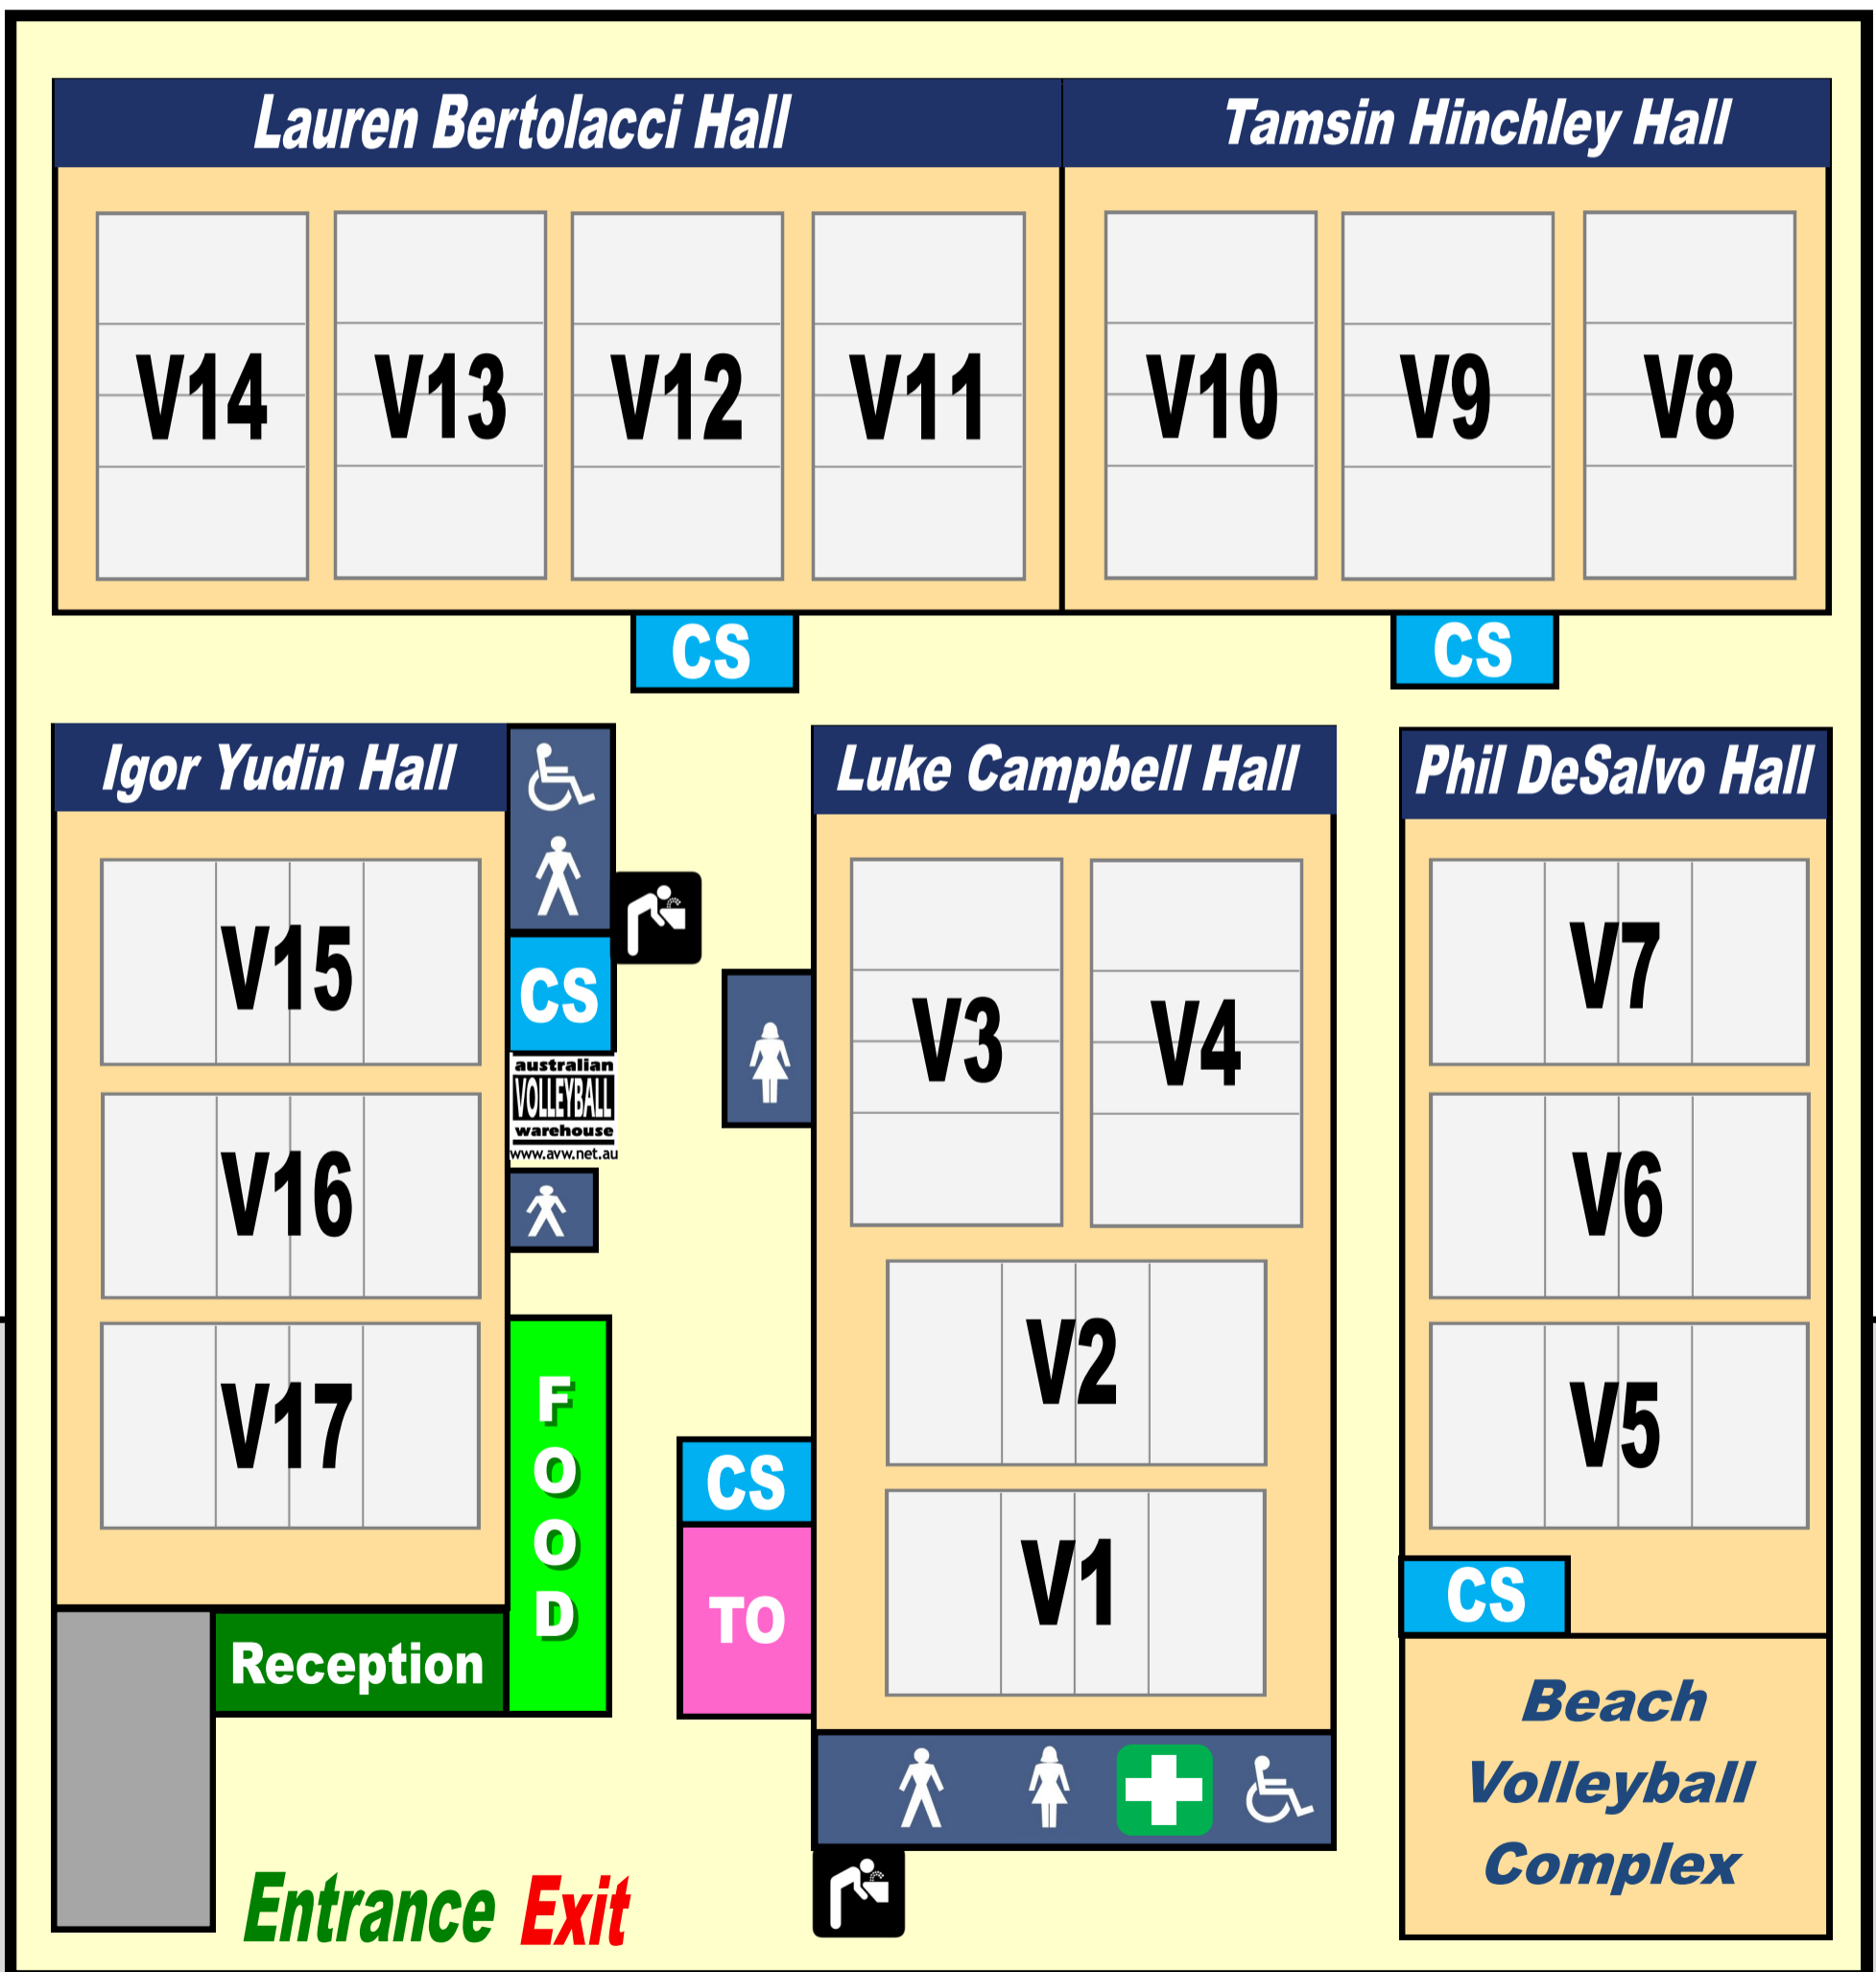 Lauren Bertolacci Hall
Tamsin Hinchley Hall
V14
V13
V12
V11
V10
V9
V8
CS
CS
Igor Yudin Hall
V15
V16
V17
CS
australian
VOLLEYBALL
warehouse
www.avw.net.au
FOOD
Reception
Luke Campbell Hall
V3
V4
V2
V1
CS
TO
Phil DeSalvo Hall
V7
V6
V5
CS
Beach
Volleyball
Complex
Entrance Exit